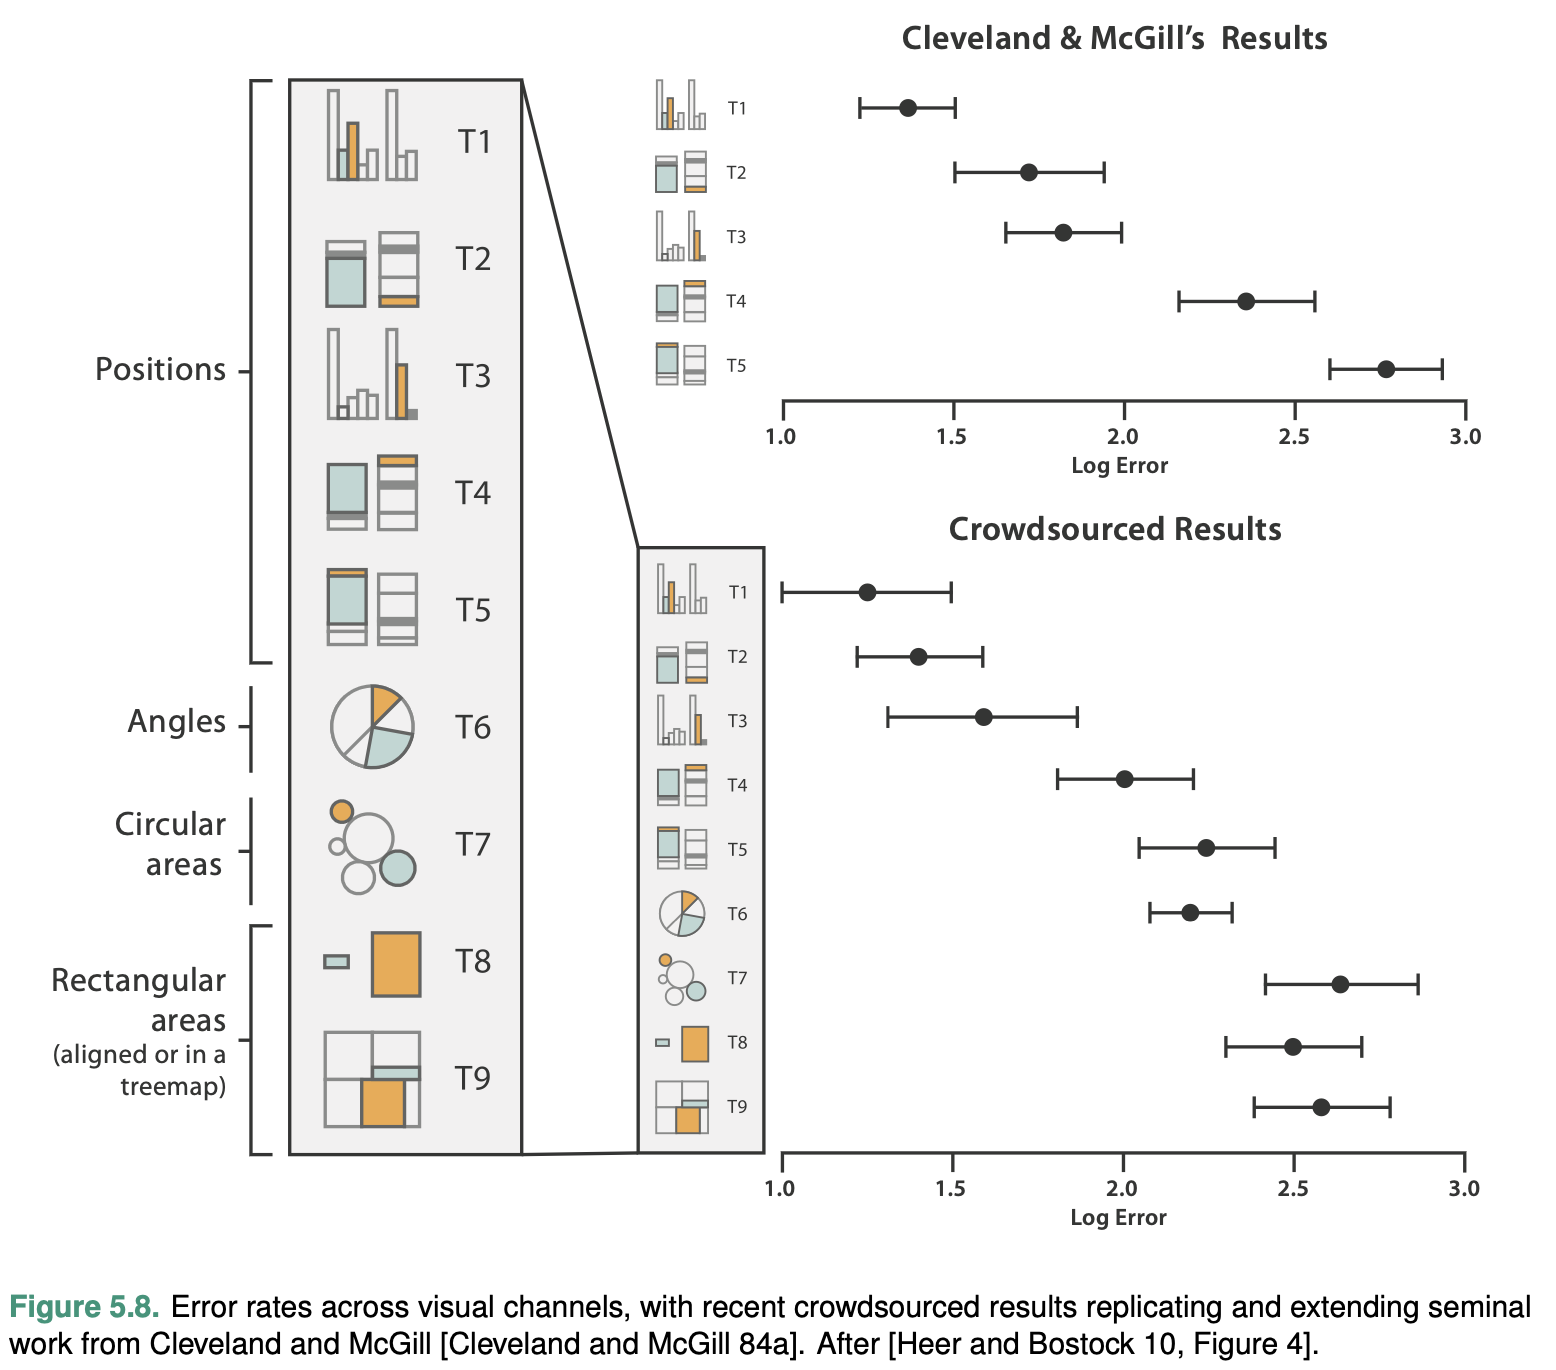 Cleveland & McGill's Results
T1
T2
T3
T4
T5
1.0 1.5 2.0 2.5 3.0
Log Error
Positions
Angles
Circular
areas
Rectangular
areas
(aligned or in a
treemap)
T1
T2
T3
T4
T5
T6
T7
T8
T9
Crowdsourced Results
T1
T2
T3
T4
T5
T6
T7
T8
T9
1.0 1.5 2.0 2.5 3.0
Log Error
Figure 5.8. Error rates across visual channels, with recent crowdsourced results replicating and extending seminal
work from Cleveland and McGill [Cleveland and McGill 84a]. After [Heer and Bostock 10, Figure 4].